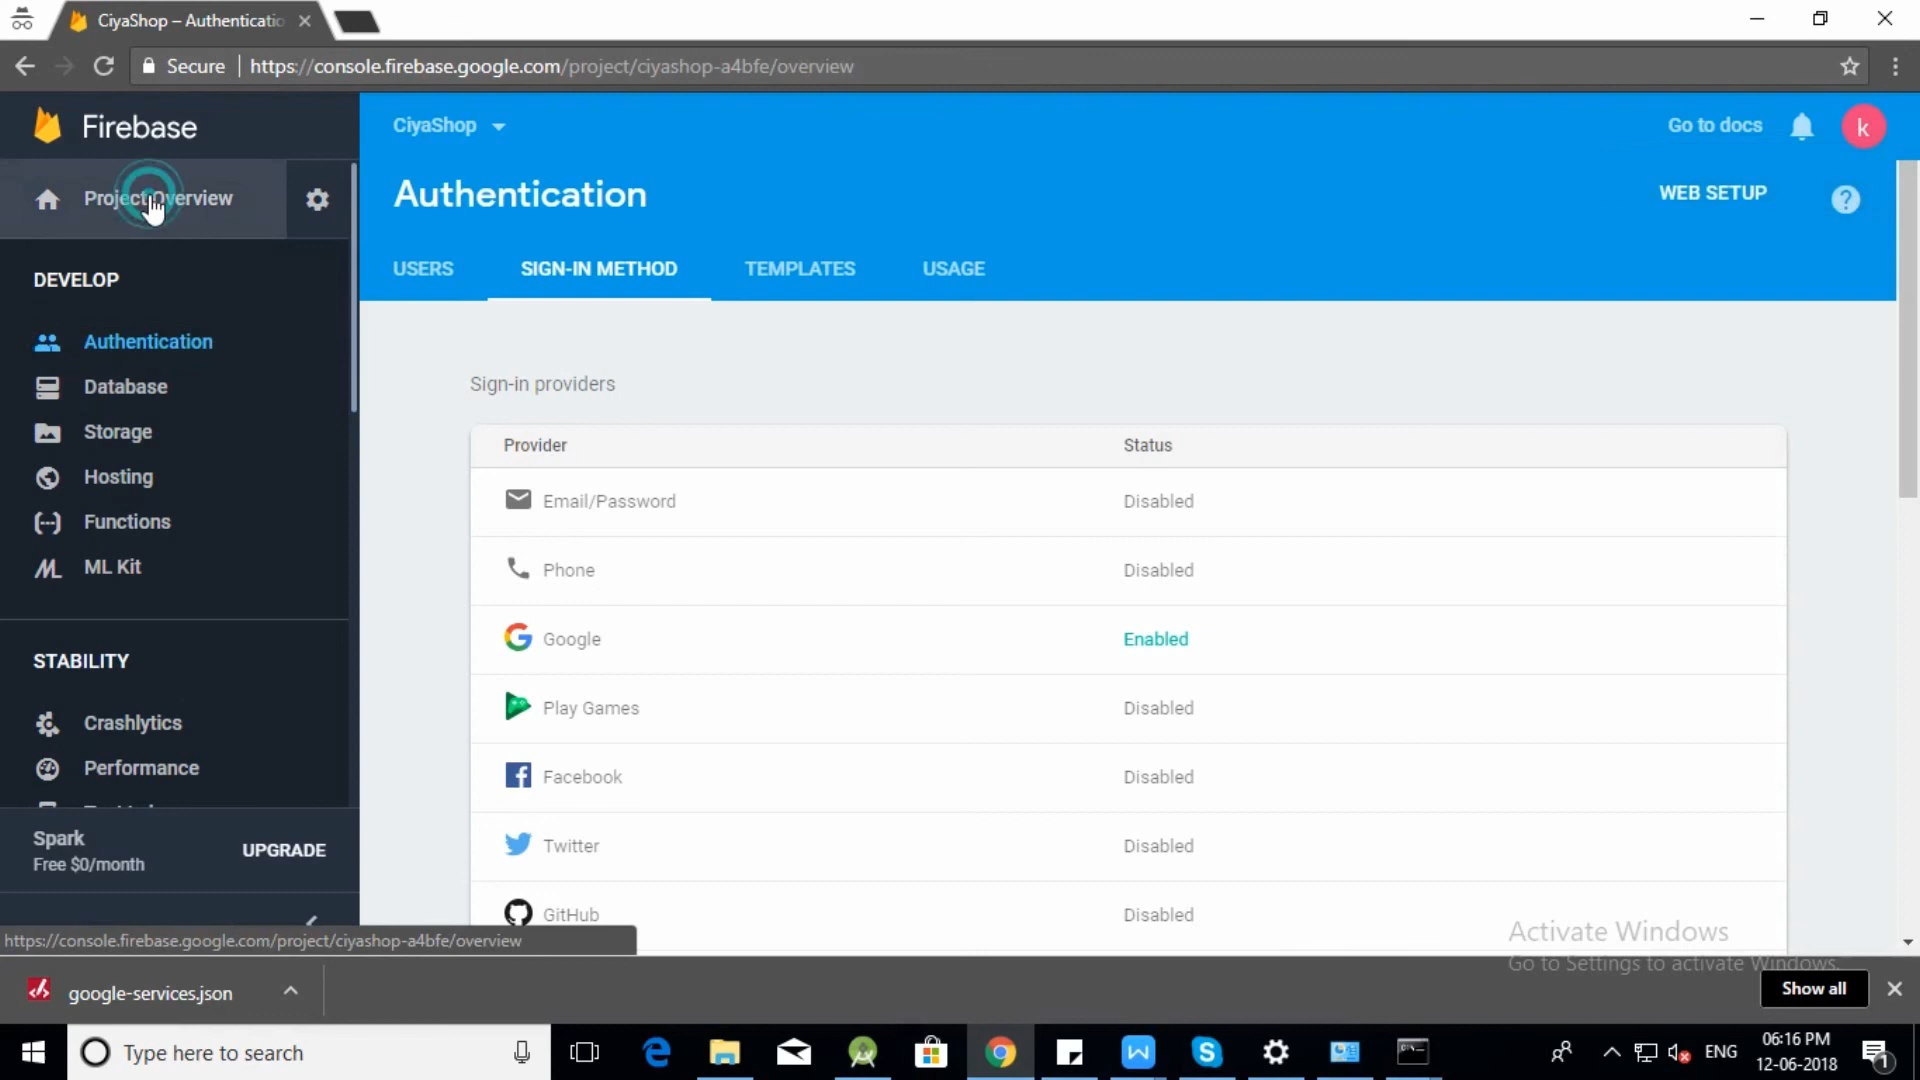 CiyaShop – Authenticatio
Secure
https://console.firebase.google.com/project/ciyashop-a4bfe/overview
Firebase
CiyaShop
Go to docs
k
Project Overview
Authentication
WEB SETUP
?
USERS
SIGN-IN METHOD
TEMPLATES
USAGE
DEVELOP
Authentication
Database
Storage
Hosting
Functions
ML Kit
STABILITY
Crashlytics
Performance
Spark
Free $0/month
UPGRADE
Sign-in providers
Provider
Status
Email/Password
Disabled
Phone
Disabled
Google
Enabled
Play Games
Disabled
Facebook
Disabled
Twitter
Disabled
GitHub
Disabled
Activate Windows
Go to Settings to activate Windows.
https://console.firebase.google.com/project/ciyashop-a4bfe/overview
google-services.json
Show all
Type here to search
ENG
06:16 PM
12-06-2018
1